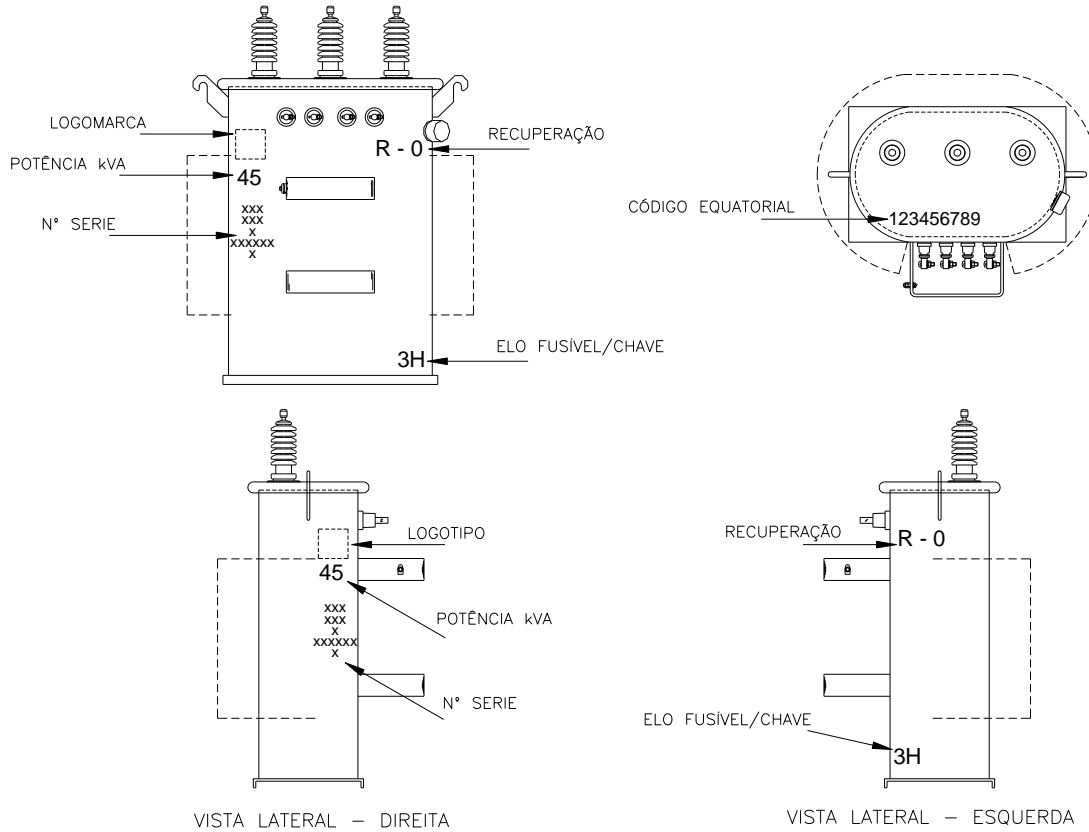 LOGOMARCA
POTÊNCIA kVA
N° SERIE
45
xxx
xxx
x
xxxxxx
x
R - 0
RECUPERAÇÃO
3H
ELO FUSÍVEL/CHAVE
CÓDIGO EQUATORIAL
123456789
LOGOTIPO
45
POTÊNCIA kVA
xxx
xxx
x
xxxxxx
x
N° SERIE
VISTA LATERAL – DIREITA
RECUPERAÇÃO
R - 0
ELO FUSÍVEL/CHAVE
3H
VISTA LATERAL – ESQUERDA